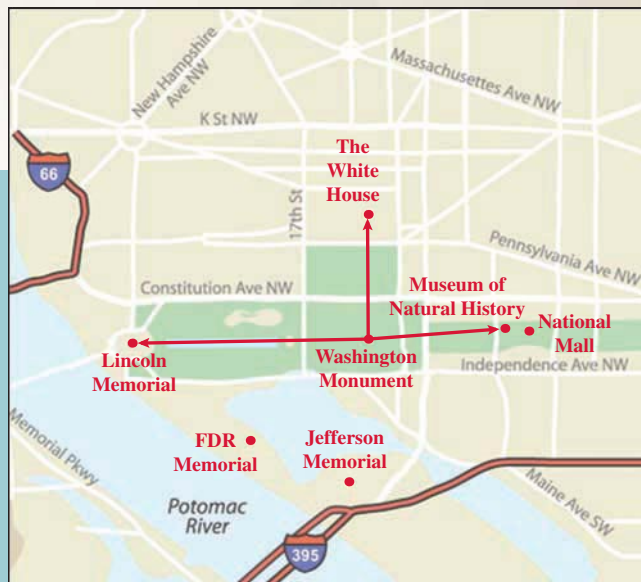 New Hampshire
Ave NW
Massachusetts Ave NW
K St NW
66
The
White
House
17th St
Pennsylvania Ave NW
Constitution Ave NW
Museum of
Natural History
National
Mall
Lincoln
Memorial
Washington
Monument
Independence Ave NW
FDR
Memorial
Jefferson
Memorial
Memorial Pkwy
Potomac
River
Maine Ave SW
395